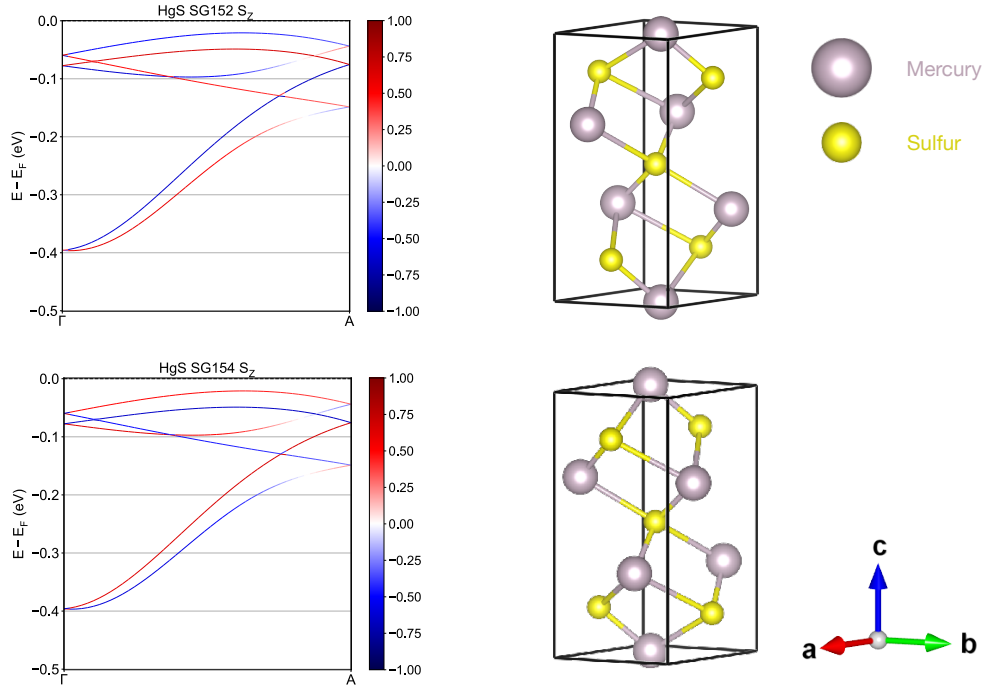 HgS SG152 S_Z
0.0
−0.1
−0.2
−0.3
−0.4
−0.5
E − E_F (eV)
Γ
A
1.00
0.75
0.50
0.25
0.00
−0.25
−0.50
−0.75
−1.00
Mercury
Sulfur
HgS SG154 S_Z
0.0
−0.1
−0.2
−0.3
−0.4
−0.5
E − E_F (eV)
Γ
A
1.00
0.75
0.50
0.25
0.00
−0.25
−0.50
−0.75
−1.00
c
a
b